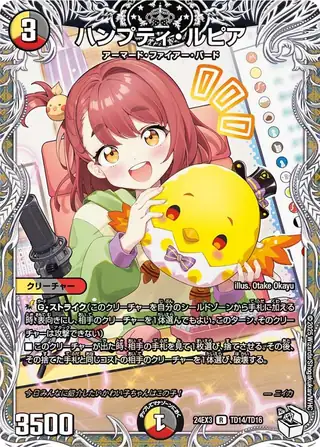 3
ハンプティ・ルピア
アーマード・ファイアー・バード
illus. Otake Okayu
クリーチャー
G・ストライク(このクリーチャーを自分のシールドゾーンから手札に加える
時、表向きにし、相手のクリーチャーを1体選んでもよい。このターン、そのクリ
ーチャーは攻撃できない)
■このクリーチャーが出た時、相手の手札を見て1枚選び、捨てさせる。その後、
その捨てた手札と同じコストの相手のクリーチャーを1体選び、破壊する。
今日みんなに紹介したいかわい子ちゃんはこの子!
── ニイカ
3500
1
24EX3 R TD14/TD16